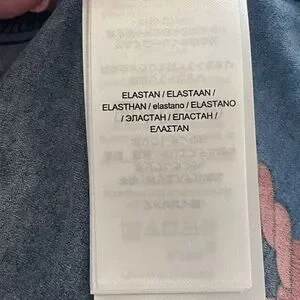 ELASTAN / ELASTAAN /
ELASTHAN / elastano / ELASTANO
/ ЭЛАСТАН / ЕЛАСТАН /
ΕΛΑΣΤΑΝ